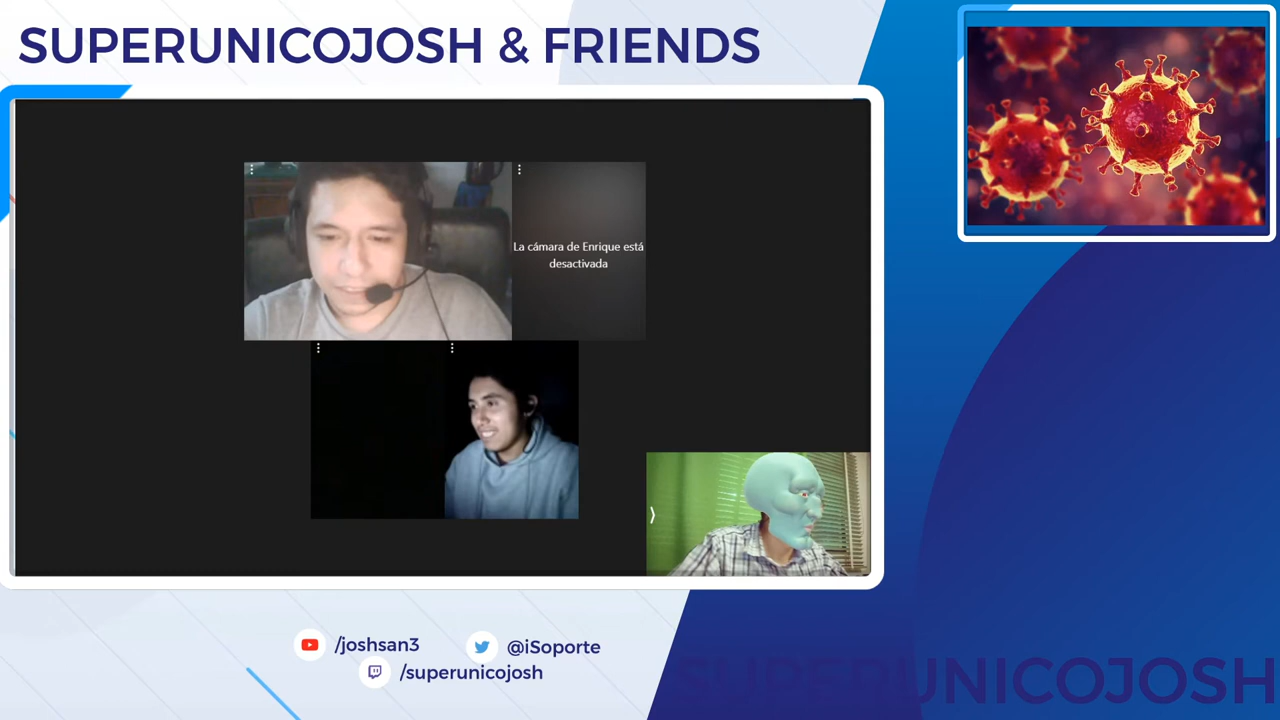 SUPERUNICOJOSH & FRIENDS
La cámara de Enrique está
desactivada
/joshsan3
@iSoporte
/superunicojosh
SUPERUNICOJOSH